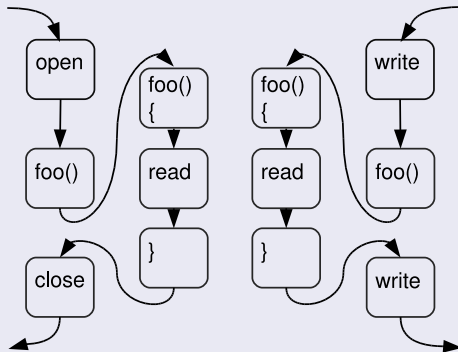 open
foo()
close
foo()
{
read
}
foo()
{
read
}
write
foo()
write